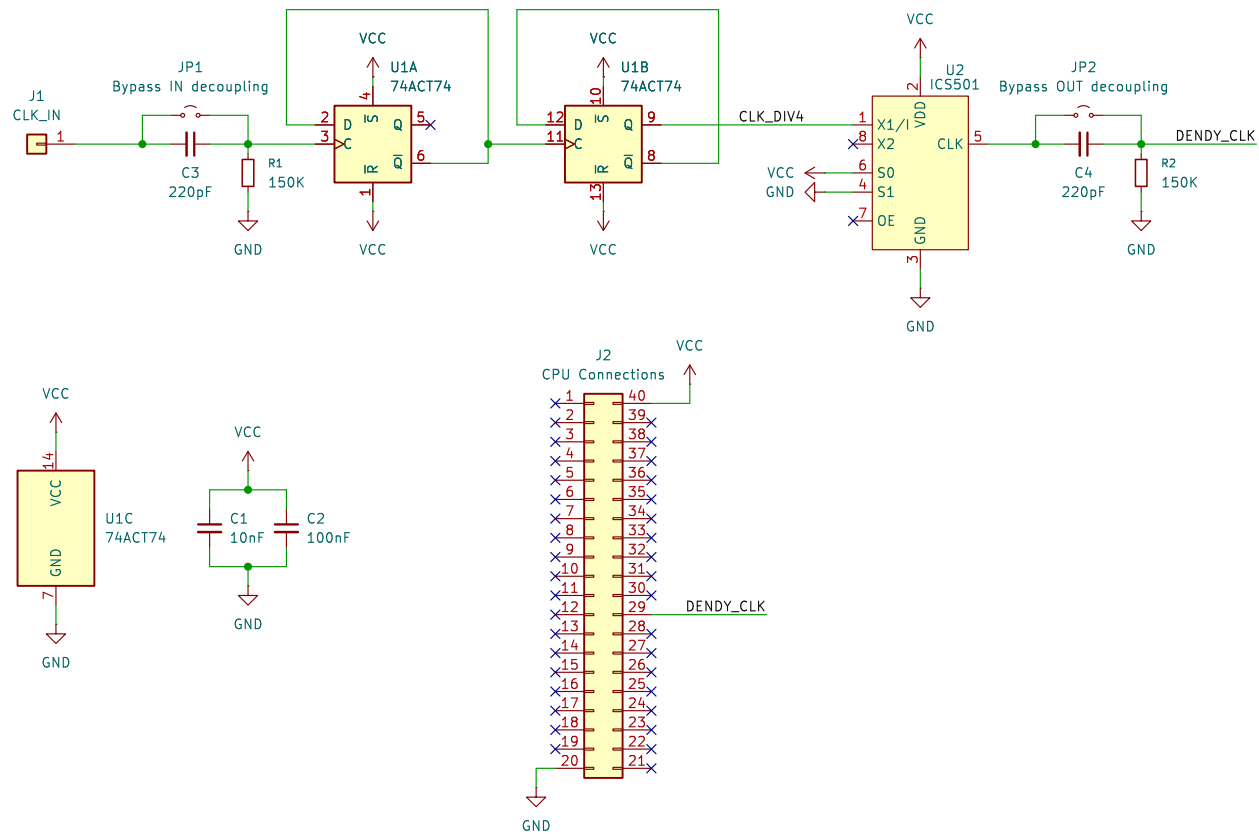 J1
CLK_IN
1
JP1
Bypass IN decoupling
C3
220pF
R1
150K
GND
VCC
U1A
74ACT74
4
2
D
S
Q
5
3
C
R
Q
6
1
VCC
VCC
U1B
74ACT74
10
12
D
S
Q
9
11
C
R
Q
8
13
VCC
CLK_DIV4
VCC
U2
ICS501
2
VDD
1
X1/I
8
X2
CLK
5
VCC
6
S0
GND
4
S1
7
OE
GND
3
GND
JP2
Bypass OUT decoupling
C4
220pF
R2
150K
GND
DENDY_CLK
VCC
14
VCC
U1C
74ACT74
GND
7
GND
VCC
C1
10nF
C2
100nF
GND
J2
CPU Connections
VCC
1 40
2 39
3 38
4 37
5 36
6 35
7 34
8 33
9 32
10 31
11 30
12 29 DENDY_CLK
13 28
14 27
15 26
16 25
17 24
18 23
19 22
20 21
GND